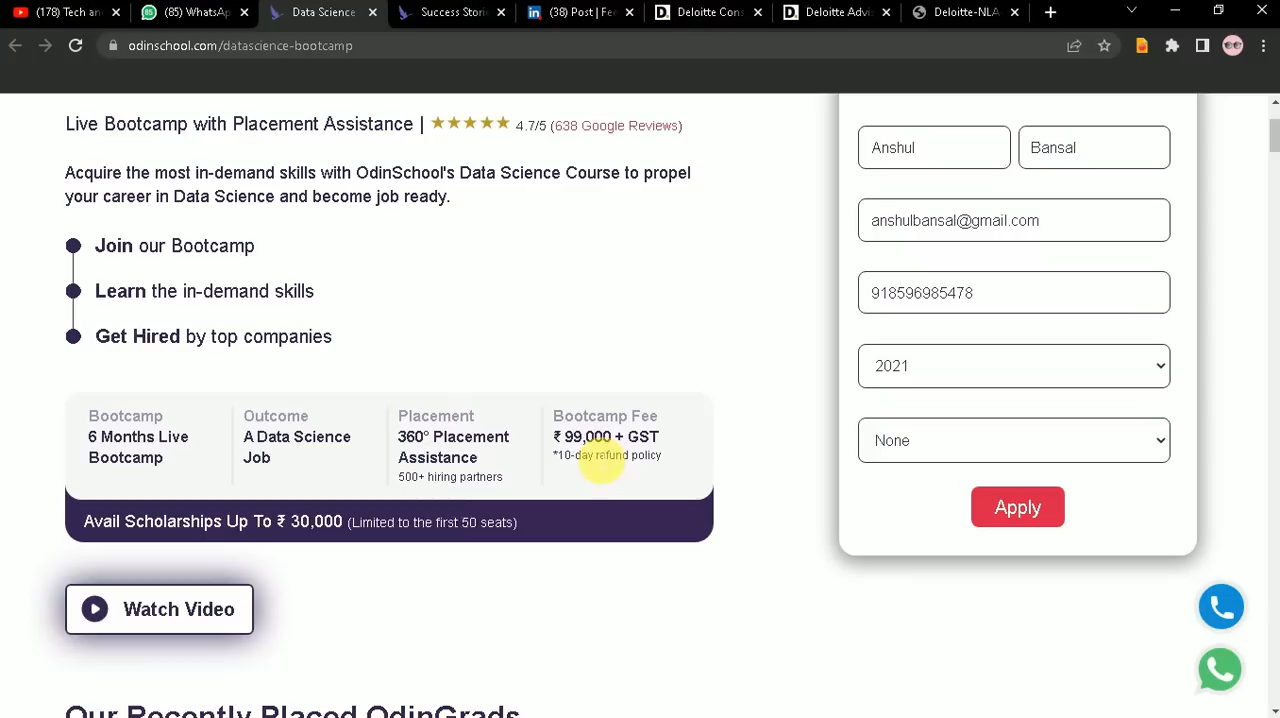 (178) Tech an
(85) WhatsAp
Data Science
Success Stori
(38) Post | Fee
Deloitte Cons
Deloitte Advis
Deloitte-NLA
odinschool.com/datascience-bootcamp
Live Bootcamp with Placement Assistance | ★★★★★ 4.7/5 (638 Google Reviews)
Acquire the most in-demand skills with OdinSchool's Data Science Course to propel
your career in Data Science and become job ready.
Join our Bootcamp
Learn the in-demand skills
Get Hired by top companies
Bootcamp
6 Months Live
Bootcamp
Outcome
A Data Science
Job
Placement
360° Placement
Assistance
500+ hiring partners
Bootcamp Fee
₹ 99,000 + GST
*10-day refund policy
Avail Scholarships Up To ₹ 30,000 (Limited to the first 50 seats)
Watch Video
Our Recently Placed OdinGrads
Anshul
Bansal
anshulbansal@gmail.com
918596985478
2021
None
Apply